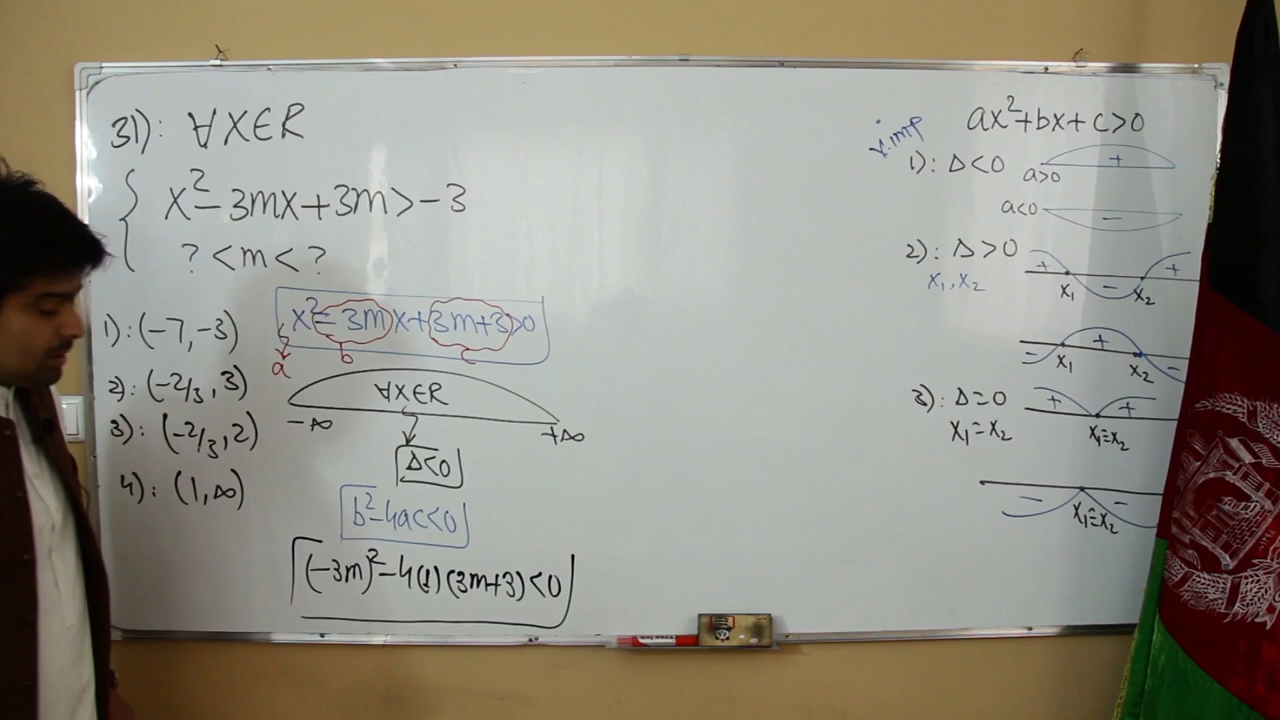 31): ∀X∈R
X²-3mX+3m>-3
?<m<?
1): (-7,-3)
2): (-2/3, 3)
3): (-2/3, 2)
4): (1,∞)
X²-3mX+3m+3>0
a b c
∀X∈R
-∞ +∞
Δ<0
b²-4ac<0
(-3m)²-4(1)(3m+3)<0
v.imp
ax²+bx+c>0
1): Δ<0
a>0 +
a<0 -
2): Δ>0
X₁,X₂
+ X₁ - X₂ +
- X₁ + X₂ -
3): Δ=0
X₁=X₂
+ X₁=X₂ +
- X₁=X₂ -